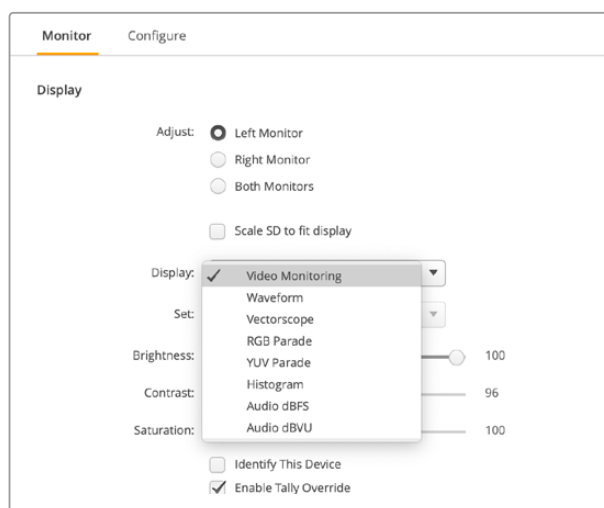 Monitor Configure
Display
Adjust: Left Monitor
Right Monitor
Both Monitors
Scale SD to fit display
Display: Video Monitoring
Waveform
Set: Vectorscope
RGB Parade
Brightness: YUV Parade 100
Histogram
Contrast: 96
Audio dBFS
Saturation: Audio dBVU 100
Identify This Device
Enable Tally Override